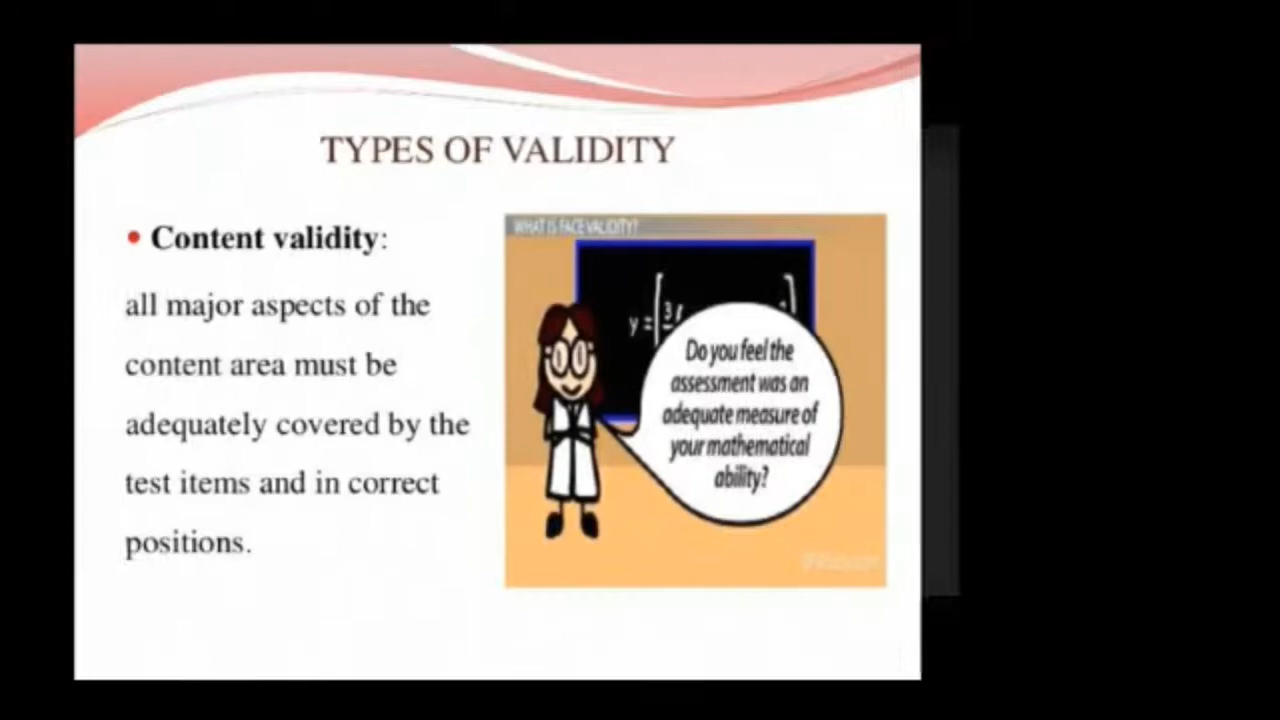 TYPES OF VALIDITY
• Content validity:
all major aspects of the
content area must be
adequately covered by the
test items and in correct
positions.
WHAT IS FACE VALIDITY?
y =
3
Do you feel the
assessment was an
adequate measure of
your mathematical
ability?